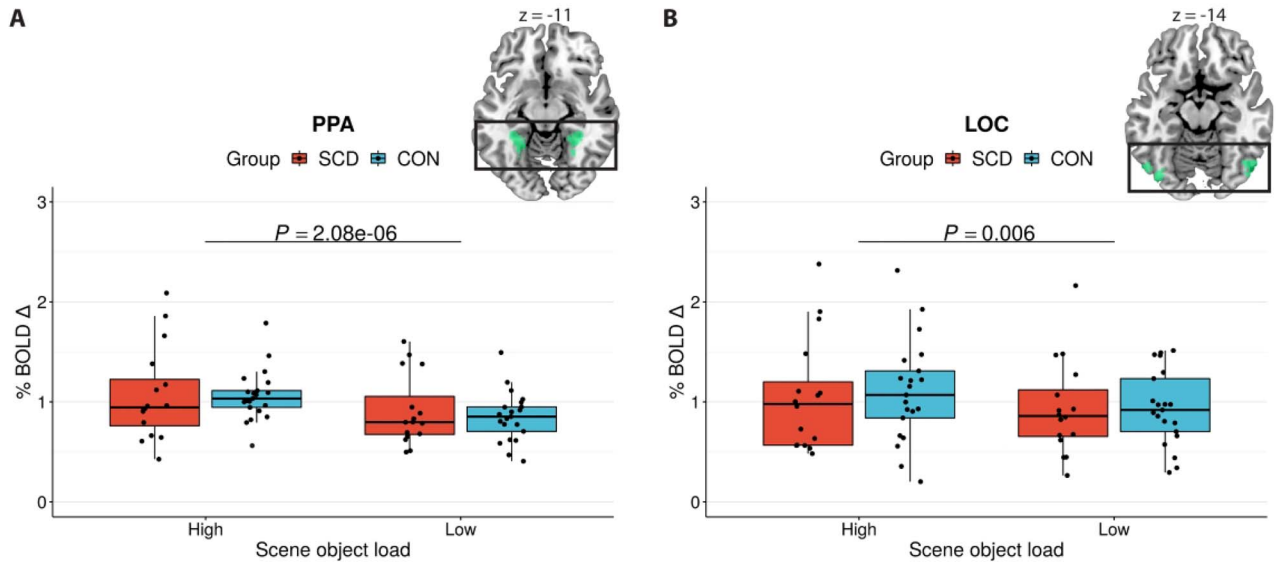 A
z = -11
PPA
Group SCD CON
3
P = 2.08e-06
2
1
0
% BOLD Δ
High Low
Scene object load
B
z = -14
LOC
Group SCD CON
3
P = 0.006
2
1
0
% BOLD Δ
High Low
Scene object load